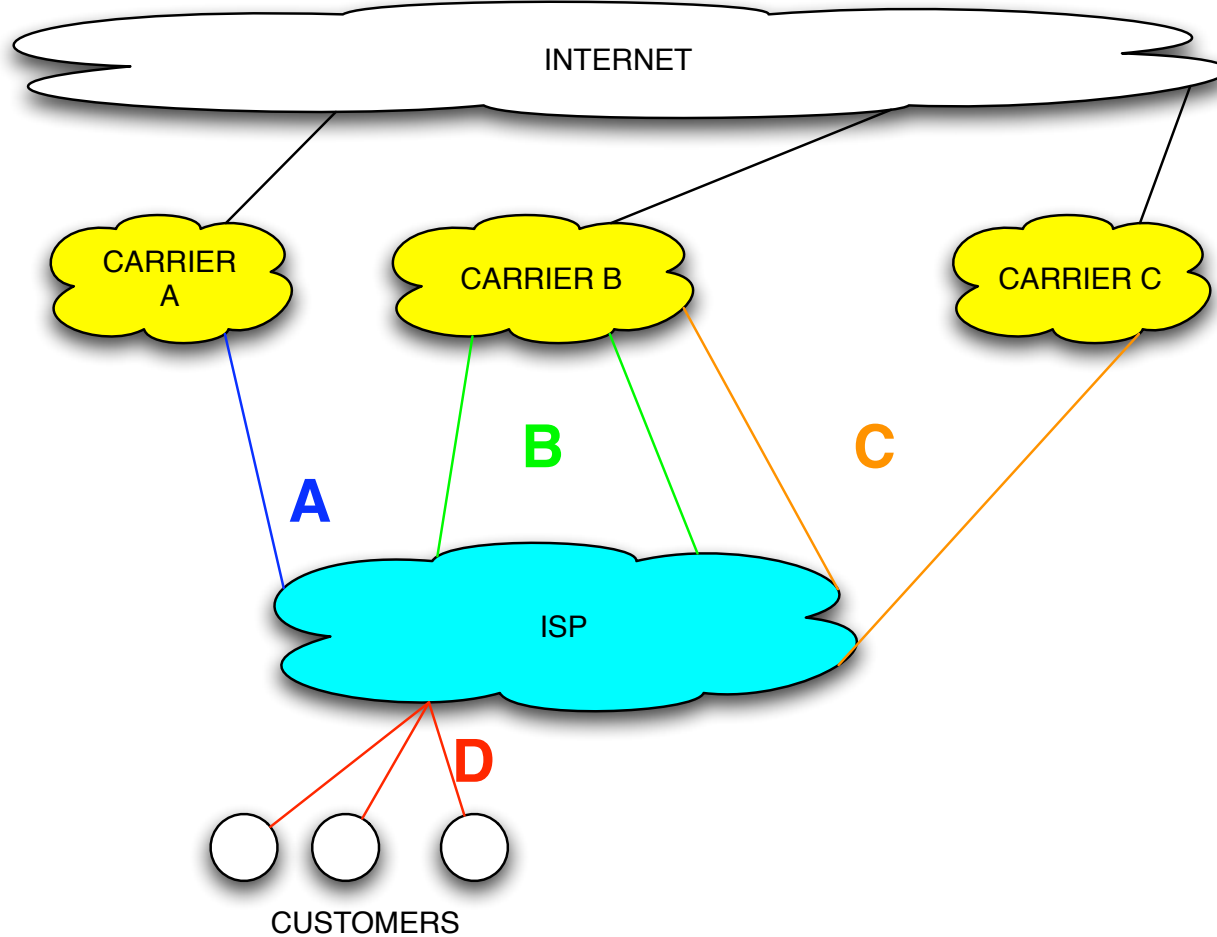 INTERNET
CARRIER
A
CARRIER B
CARRIER C
B
C
A
ISP
D
CUSTOMERS